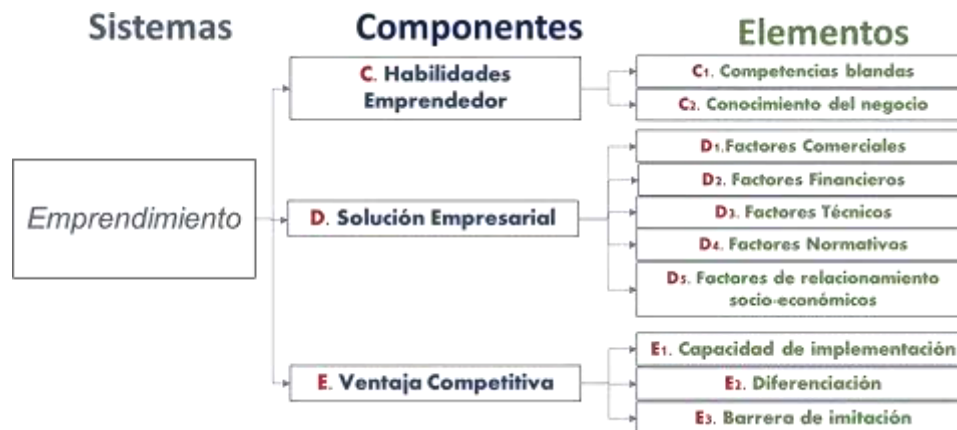 Sistemas
Componentes
Elementos
Emprendimiento
C. Habilidades
Emprendedor
C1. Competencias blandas
C2. Conocimiento del negocio
D. Solución Empresarial
D1.Factores Comerciales
D2. Factores Financieros
D3. Factores Técnicos
D4. Factores Normativos
D5. Factores de relacionamiento
socio-económicos
E. Ventaja Competitiva
E1. Capacidad de implementación
E2. Diferenciación
E3. Barrera de imitación